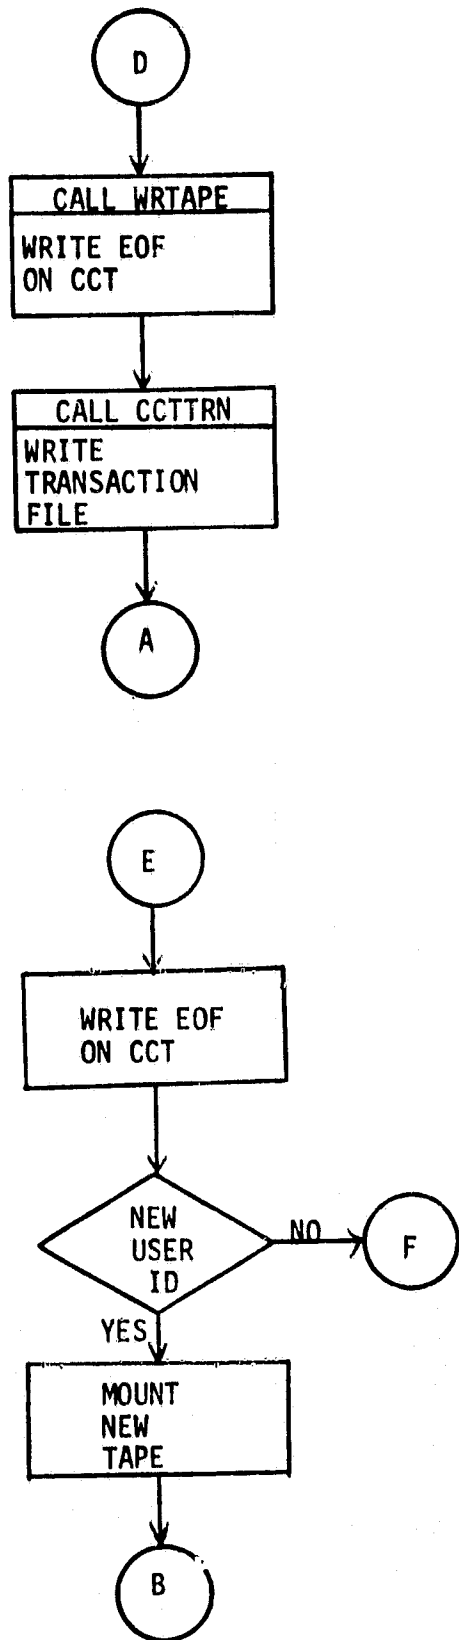 D
CALL WRTAPE
WRITE EOF
ON CCT
CALL CCTTRN
WRITE
TRANSACTION
FILE
A
E
WRITE EOF
ON CCT
NEW
USER
ID
NO
F
YES
MOUNT
NEW
TAPE
B